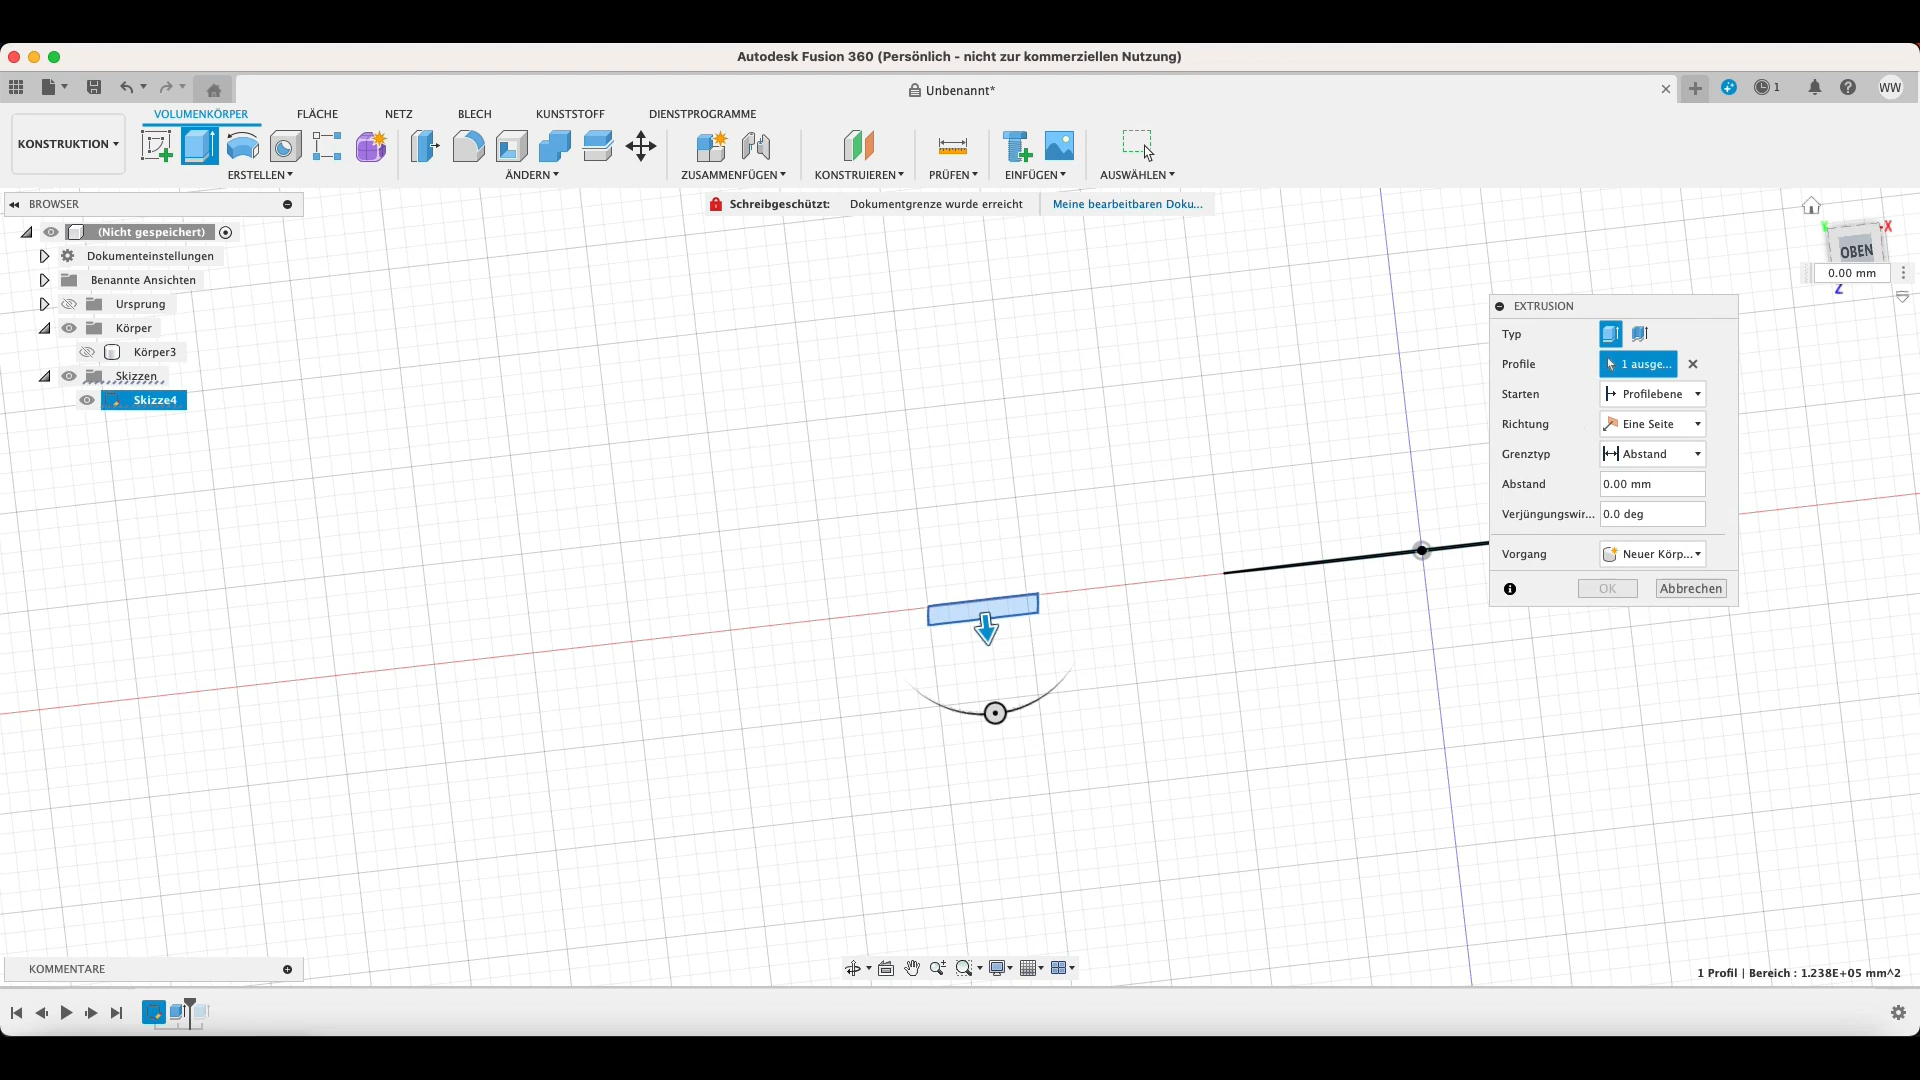 Autodesk Fusion 360 (Persönlich - nicht zur kommerziellen Nutzung)
Unbenannt*
1
WW
VOLUMENKÖRPER
FLÄCHE
NETZ
BLECH
KUNSTSTOFF
DIENSTPROGRAMME
KONSTRUKTION
ERSTELLEN
ÄNDERN
ZUSAMMENFÜGEN
KONSTRUIEREN
PRÜFEN
EINFÜGEN
AUSWÄHLEN
BROWSER
Schreibgeschützt: Dokumentgrenze wurde erreicht Meine bearbeitbaren Doku...
(Nicht gespeichert)
Dokumenteinstellungen
Benannte Ansichten
Ursprung
Körper
Körper3
Skizzen
Skizze4
Y
X
OBEN
0.00 mm
Z
EXTRUSION
Typ
Profile 1 ausge...
Starten Profilebene
Richtung Eine Seite
Grenztyp Abstand
Abstand 0.00 mm
Verjüngungswir... 0.0 deg
Vorgang Neuer Körp...
OK Abbrechen
KOMMENTARE
1 Profil | Bereich : 1.238E+05 mm^2